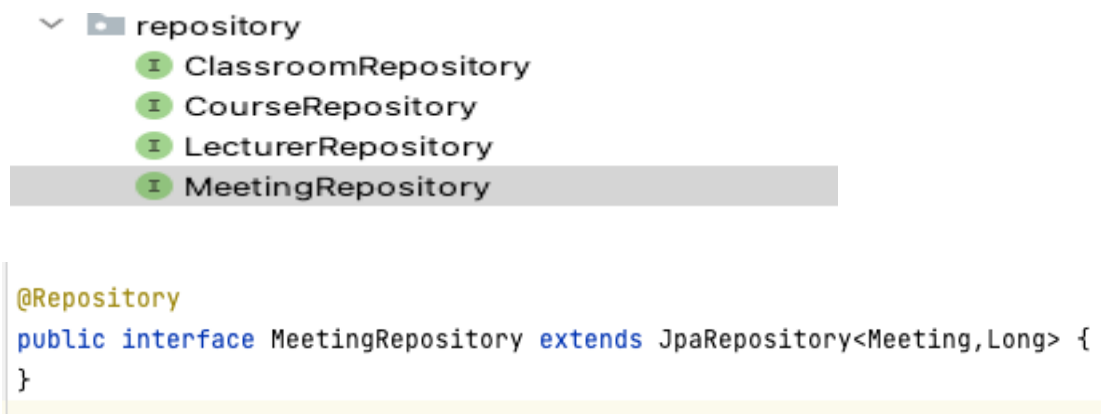 repository
I ClassroomRepository
I CourseRepository
I LecturerRepository
I MeetingRepository
@Repository
public interface MeetingRepository extends JpaRepository<Meeting,Long> {
}